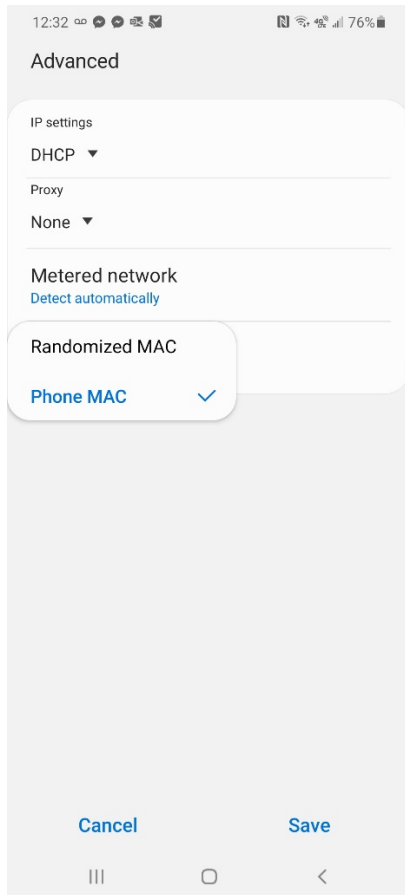 12:32
76%
Advanced
IP settings
DHCP
Proxy
None
Metered network
Detect automatically
Randomized MAC
Phone MAC
Cancel
Save